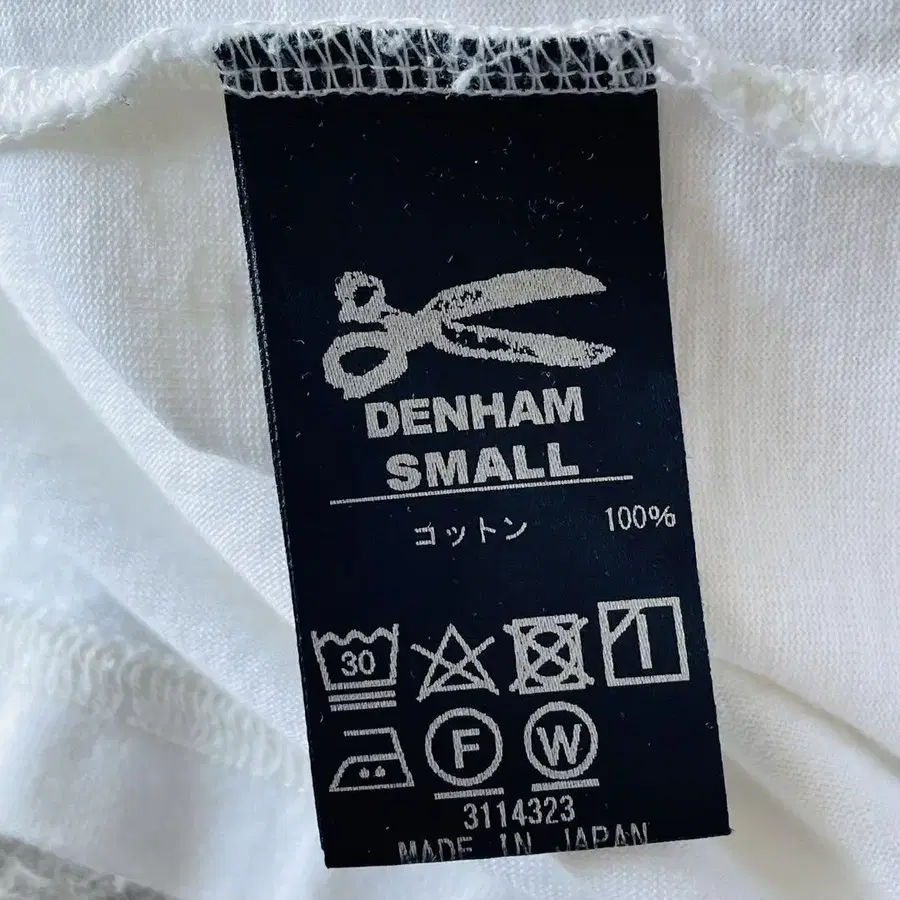 DENHAM
SMALL
コットン 100%
30
F W
3114323
MADE IN JAPAN